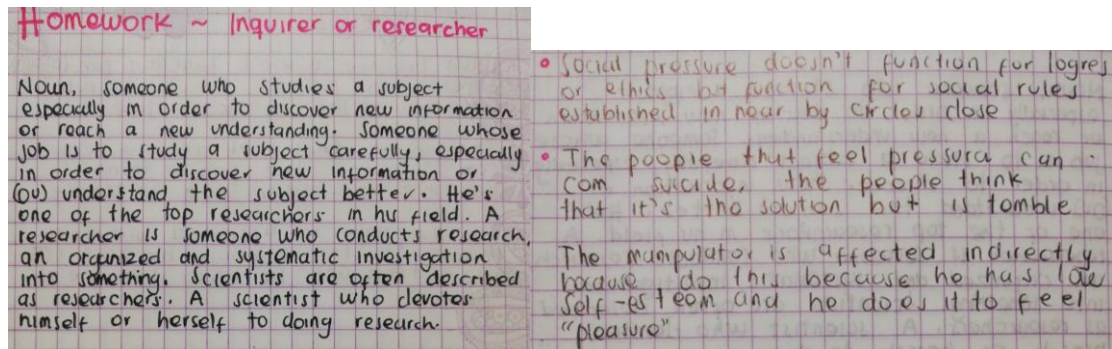 Homework ~ Inquirer or researcher
Noun, someone who studies a subject
especially in order to discover new information
or reach a new understanding. Someone whose
job is to study a subject carefully, especially
in order to discover new information or
(ou) understand the subject better. He's
one of the top researchers in his field. A
researcher is someone who conducts research,
an organized and systematic investigation
into something. Scientists are often described
as researchers. A scientist who devotes
himself or herself to doing research.
• Social pressure doesn't function for logres
or ethics but function for social rules
established in near by circles close
• The people that feel pressura can
com suicide, the people think
that it's the solution but is
The manipulator is affected indirectly
because do this because he has low
self-esteem and he does it to feel
"pleasure"